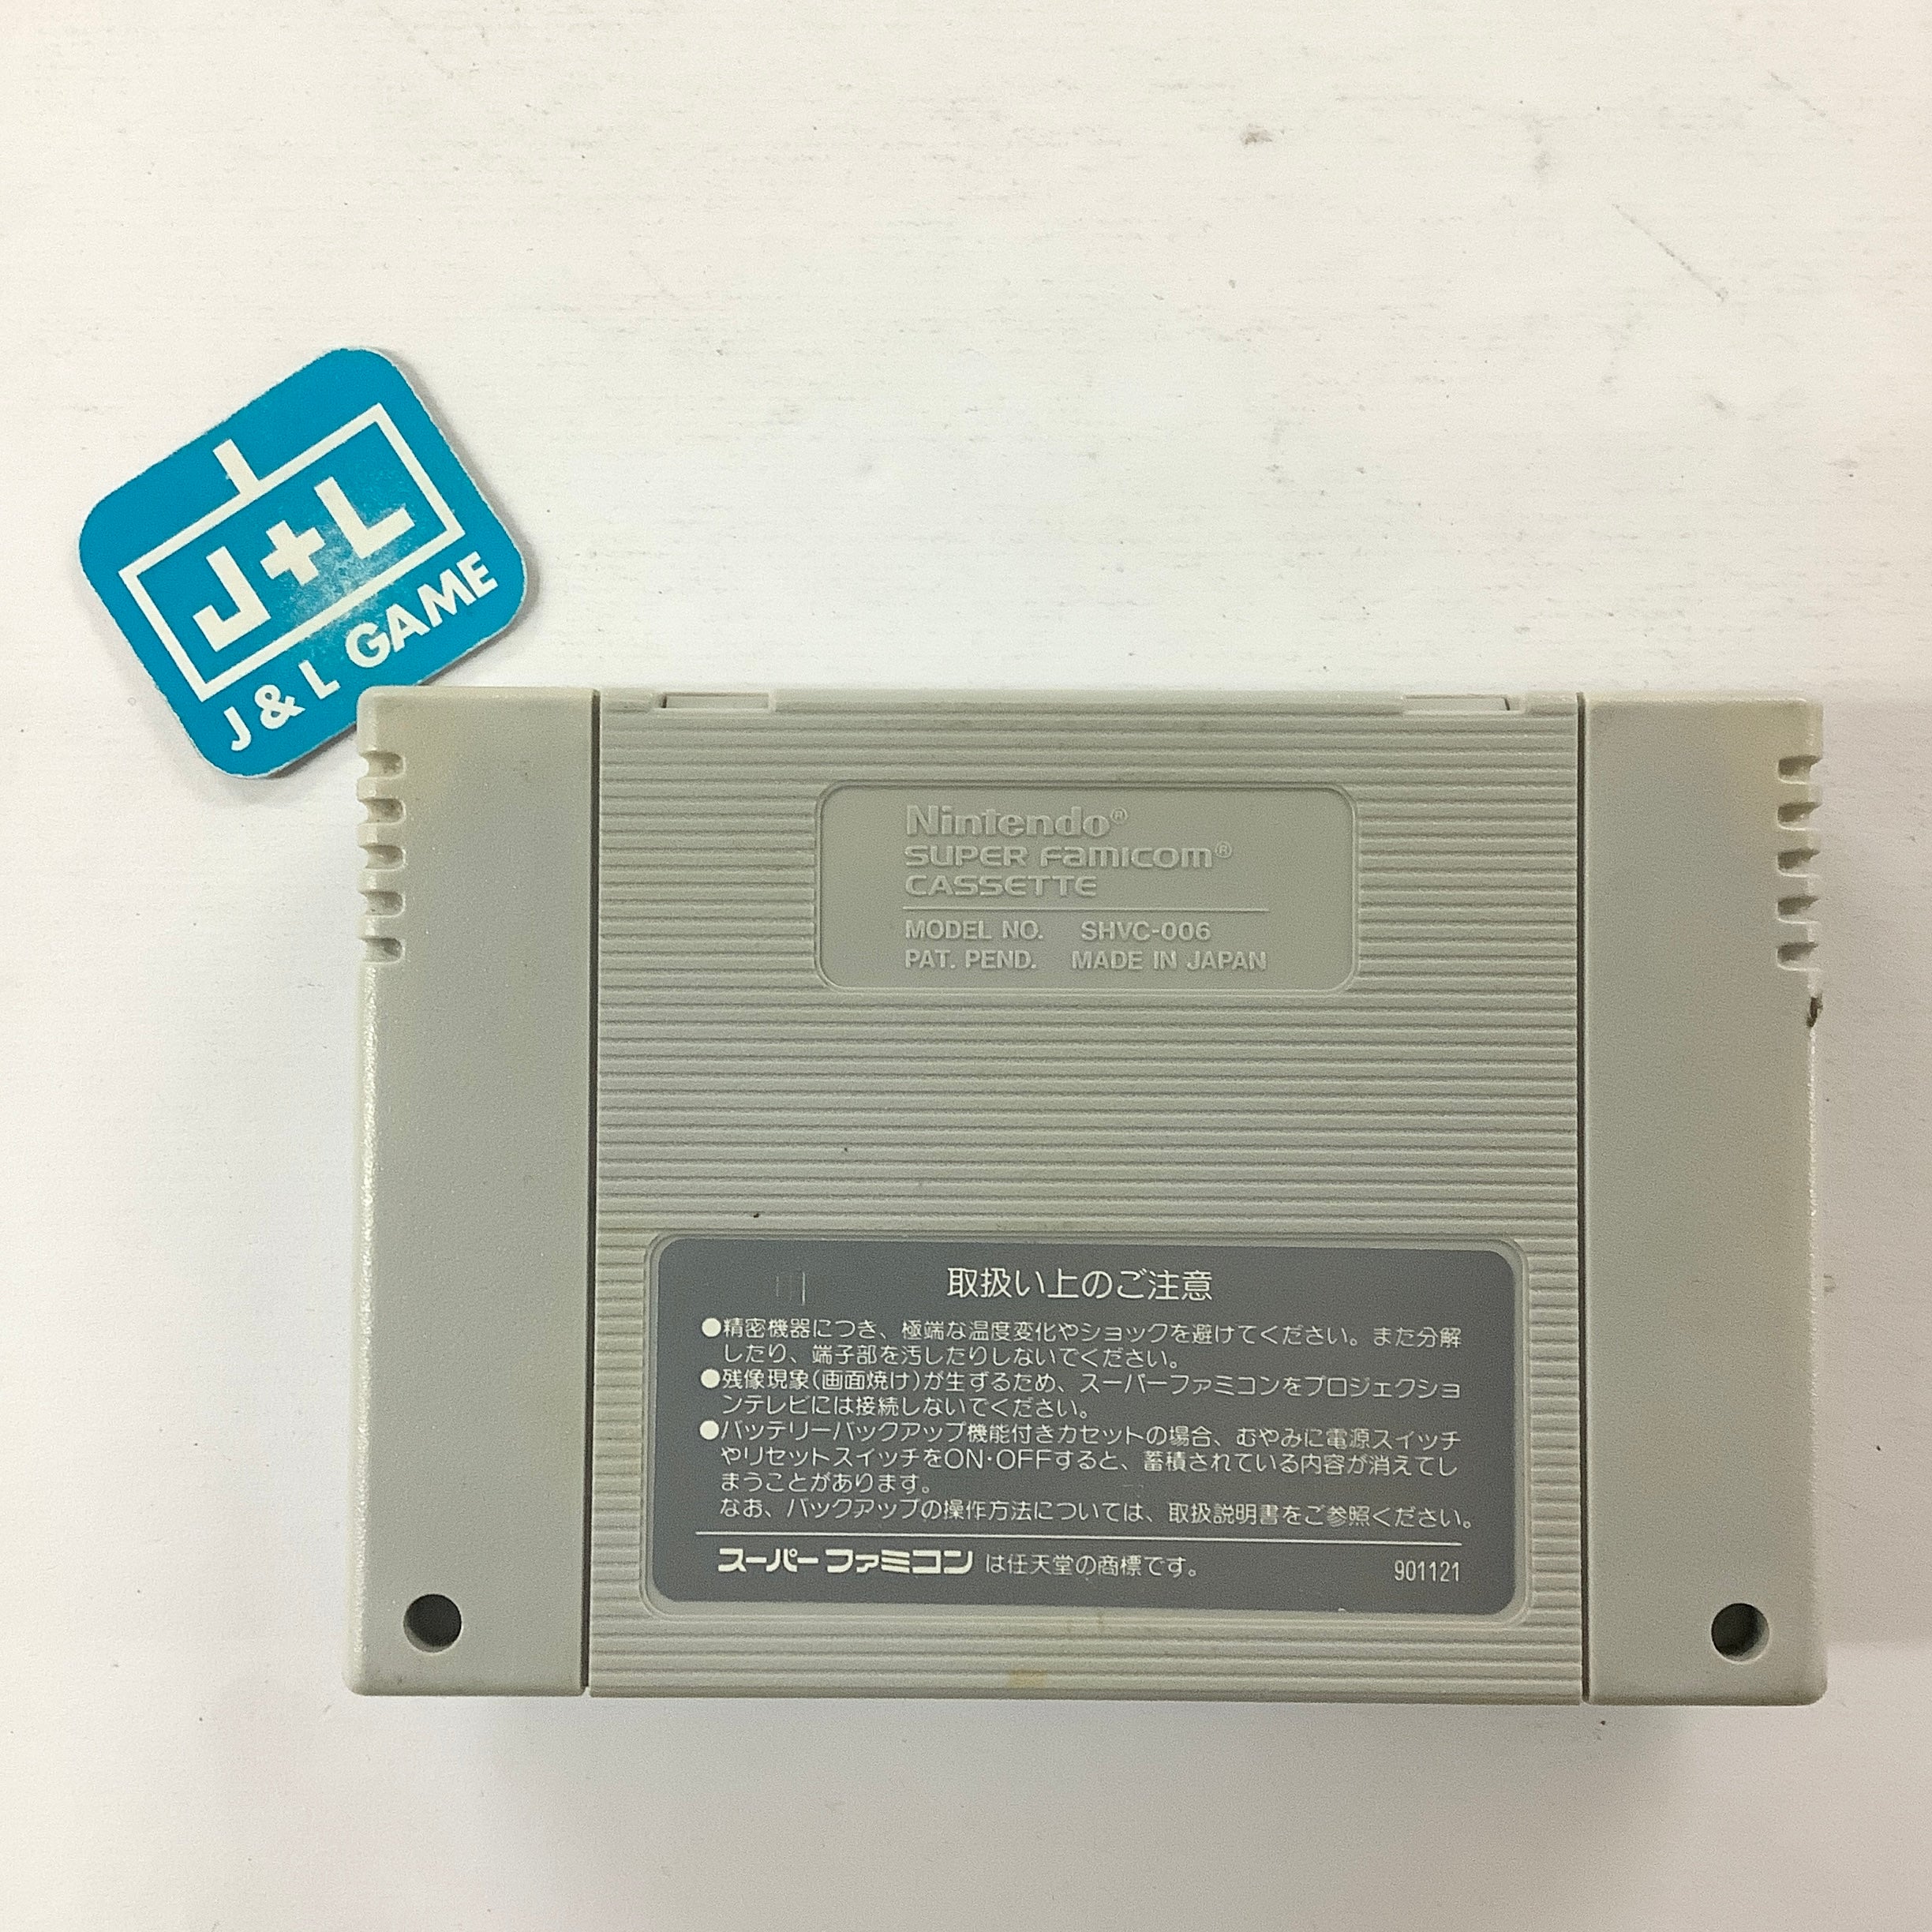 J+L
J & L GAME
Nintendo®
SUPER FAMICOM®
CASSETTE
MODEL NO. SHVC-006
PAT. PEND. MADE IN JAPAN
取扱い上のご注意
●精密機器につき、極端な温度変化やショックを避けてください。また分解
したり、端子部を汚したりしないでください。
●残像現象(画面焼け)が生ずるため、スーパーファミコンをプロジェクショ
ンテレビには接続しないでください。
●バッテリーバックアップ機能付きカセットの場合、むやみに電源スイッチ
やリセットスイッチをON・OFFすると、蓄積されている内容が消えてし
まうことがあります。
なお、バックアップの操作方法については、取扱説明書をご参照ください。
スーパーファミコンは任天堂の商標です。 901121